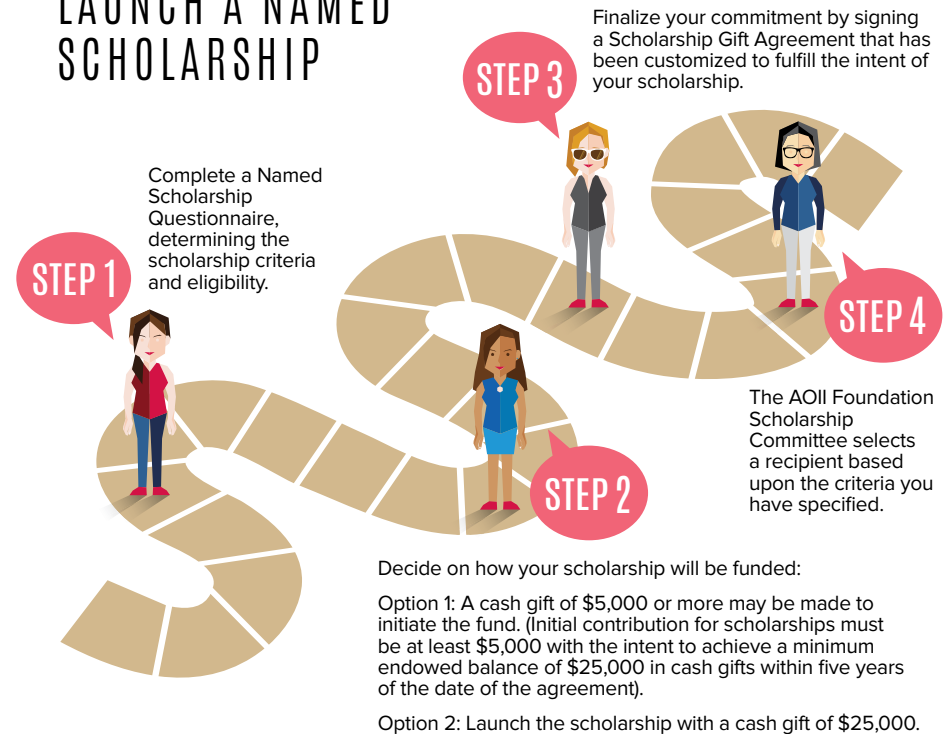 LAUNCH A NAMED
SCHOLARSHIP
STEP 1
Complete a Named
Scholarship
Questionnaire,
determining the
scholarship criteria
and eligibility.
STEP 2
Decide on how your scholarship will be funded:
Option 1: A cash gift of $5,000 or more may be made to
initiate the fund. (Initial contribution for scholarships must
be at least $5,000 with the intent to achieve a minimum
endowed balance of $25,000 in cash gifts within five years
of the date of the agreement).
Option 2: Launch the scholarship with a cash gift of $25,000.
STEP 3
Finalize your commitment by signing
a Scholarship Gift Agreement that has
been customized to fulfill the intent of
your scholarship.
STEP 4
The AOII Foundation
Scholarship
Committee selects
a recipient based
upon the criteria you
have specified.